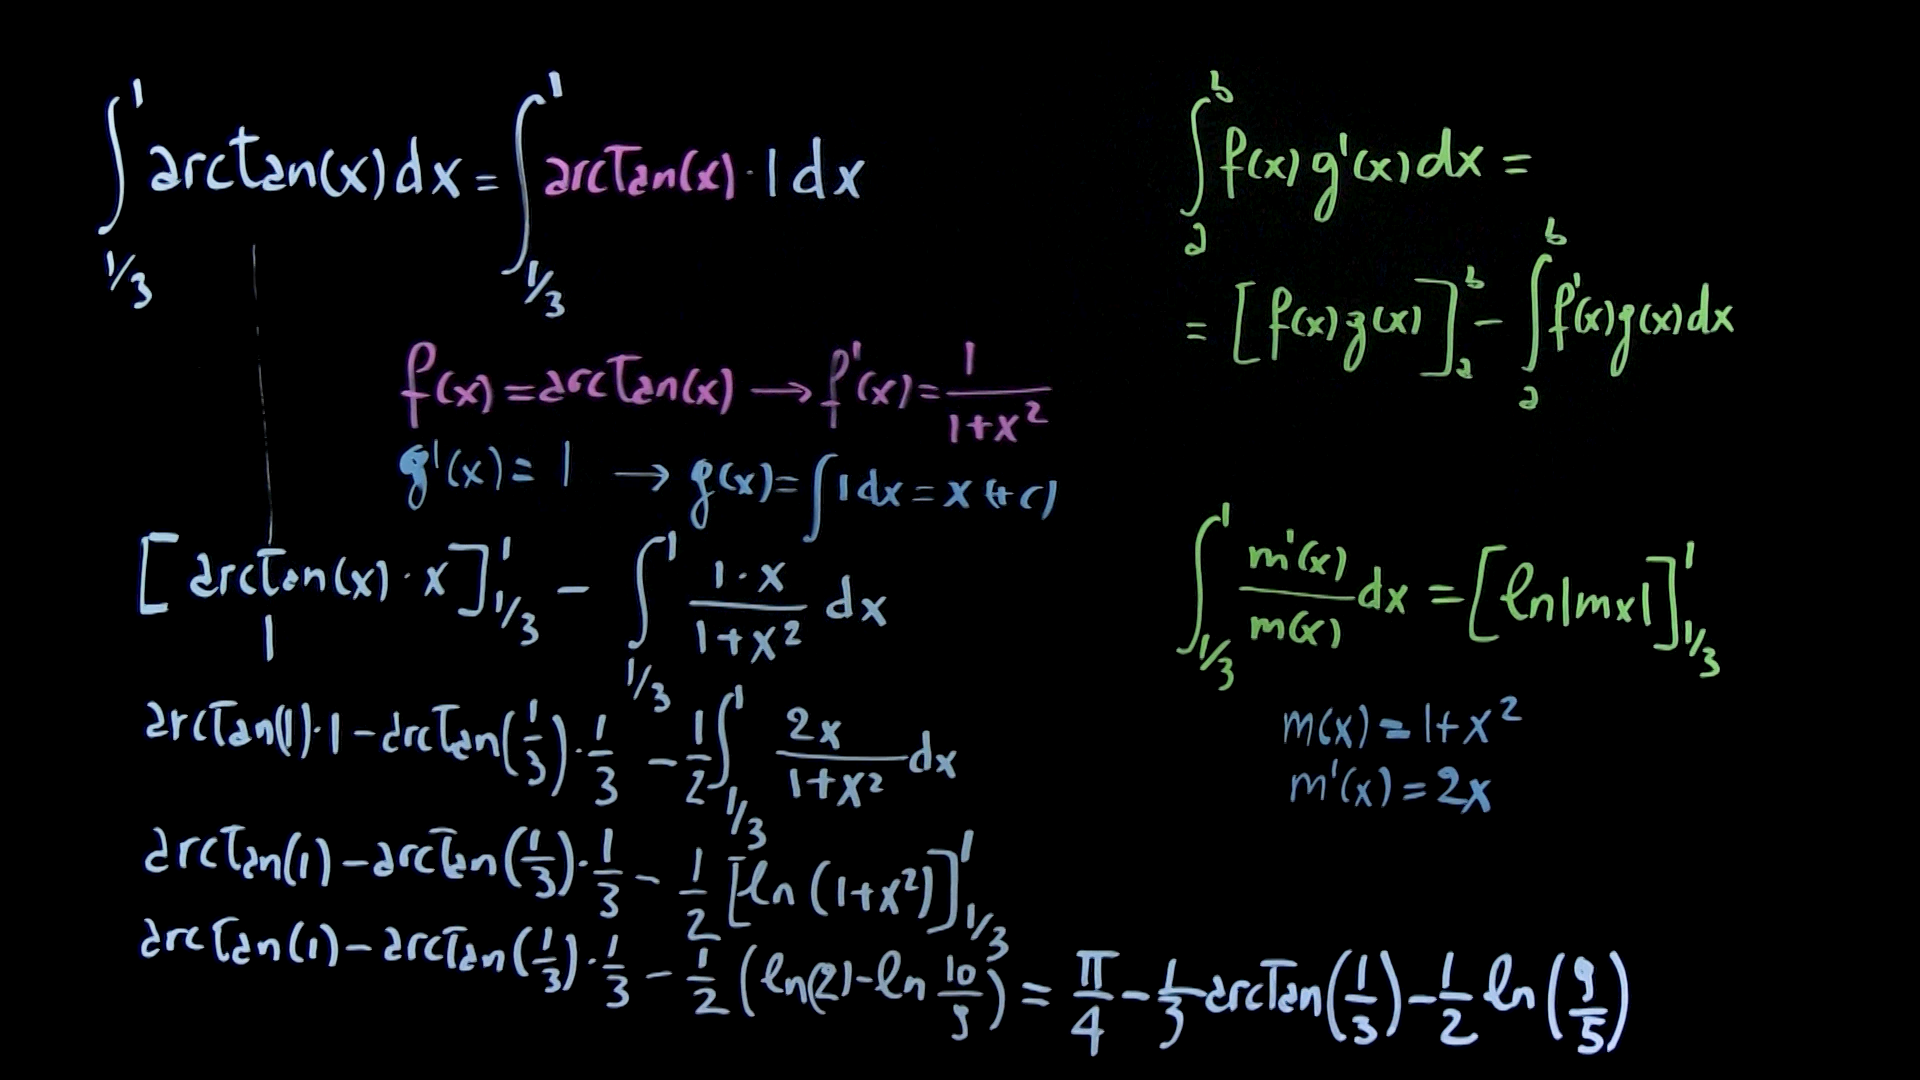 ∫_{1/3}^{1} arctan(x) dx = ∫_{1/3}^{1} arctan(x) · 1 dx
f(x) = arctan(x) → f'(x) = 1/(1+x²)
g'(x) = 1 → g(x) = ∫ 1 dx = x (+c)
[arctan(x) · x]_{1/3}^{1} − ∫_{1/3}^{1} (1·x)/(1+x²) dx
arctan(1)·1 − arctan(1/3)·1/3 − 1/2 ∫_{1/3}^{1} 2x/(1+x²) dx
arctan(1) − arctan(1/3)·1/3 − 1/2 [ln(1+x²)]_{1/3}^{1}
arctan(1) − arctan(1/3)·1/3 − 1/2 (ln(2) − ln 10/9) = π/4 − 1/3 arctan(1/3) − 1/2 ln(9/5)
∫_{a}^{b} f(x) g'(x) dx =
= [f(x) g(x)]_{a}^{b} − ∫_{a}^{b} f'(x) g(x) dx
∫_{1/3}^{1} m'(x)/m(x) dx = [ln|mx|]_{1/3}^{1}
m(x) = 1+x²
m'(x) = 2x